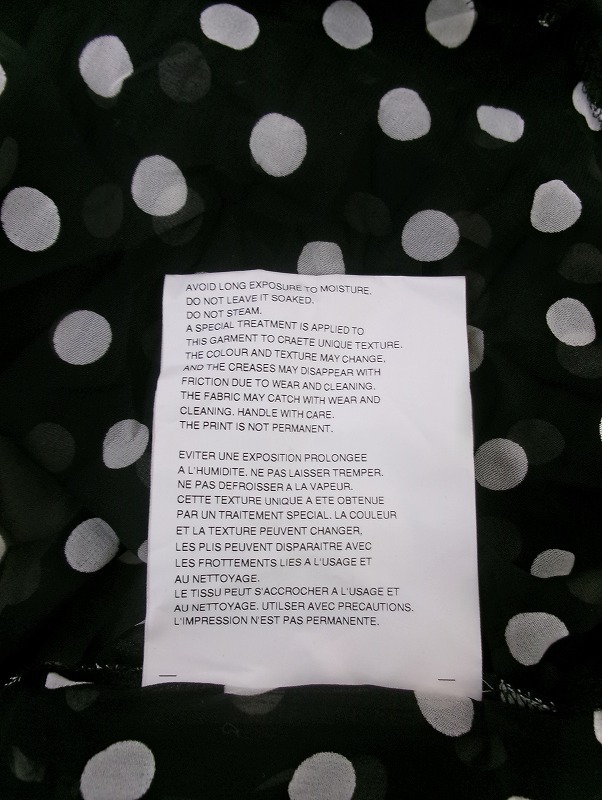 AVOID LONG EXPOSURE TO MOISTURE.
DO NOT LEAVE IT SOAKED.
DO NOT STEAM.
A SPECIAL TREATMENT IS APPLIED TO
THIS GARMENT TO CRAETE UNIQUE TEXTURE.
THE COLOUR AND TEXTURE MAY CHANGE,
AND THE CREASES MAY DISAPPEAR WITH
FRICTION DUE TO WEAR AND CLEANING.
THE FABRIC MAY CATCH WITH WEAR AND
CLEANING. HANDLE WITH CARE.
THE PRINT IS NOT PERMANENT.
EVITER UNE EXPOSITION PROLONGEE
A L'HUMIDITE. NE PAS LAISSER TREMPER.
NE PAS DEFROISSER A LA VAPEUR.
CETTE TEXTURE UNIQUE A ETE OBTENUE
PAR UN TRAITEMENT SPECIAL. LA COULEUR
ET LA TEXTURE PEUVENT CHANGER,
LES PLIS PEUVENT DISPARAITRE AVEC
LES FROTTEMENTS LIES A L'USAGE ET
AU NETTOYAGE.
LE TISSU PEUT S'ACCROCHER A L'USAGE ET
AU NETTOYAGE. UTILSER AVEC PRECAUTIONS.
L'IMPRESSION N'EST PAS PERMANENTE.